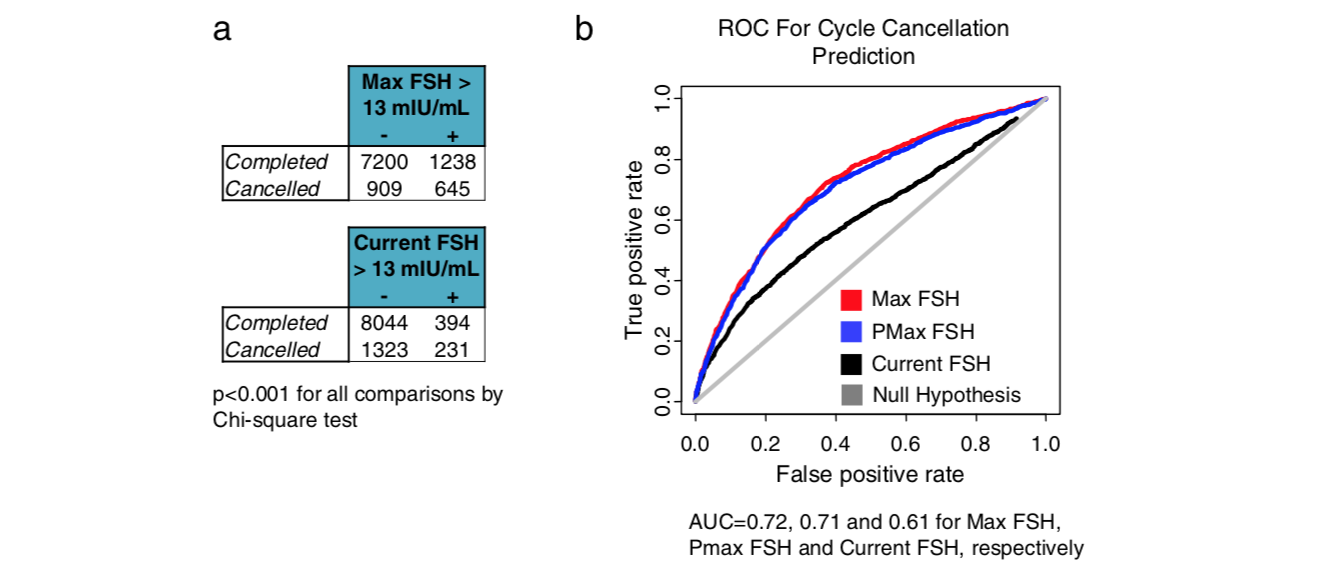 a
Max FSH >
13 mIU/mL
- +
Completed 7200 1238
Cancelled 909 645
Current FSH
> 13 mIU/mL
- +
Completed 8044 394
Cancelled 1323 231
p<0.001 for all comparisons by
Chi-square test
b
ROC For Cycle Cancellation
Prediction
True positive rate
1.0
0.8
0.6
0.4
0.2
0.0
Max FSH
PMax FSH
Current FSH
Null Hypothesis
0.0 0.2 0.4 0.6 0.8 1.0
False positive rate
AUC=0.72, 0.71 and 0.61 for Max FSH,
Pmax FSH and Current FSH, respectively